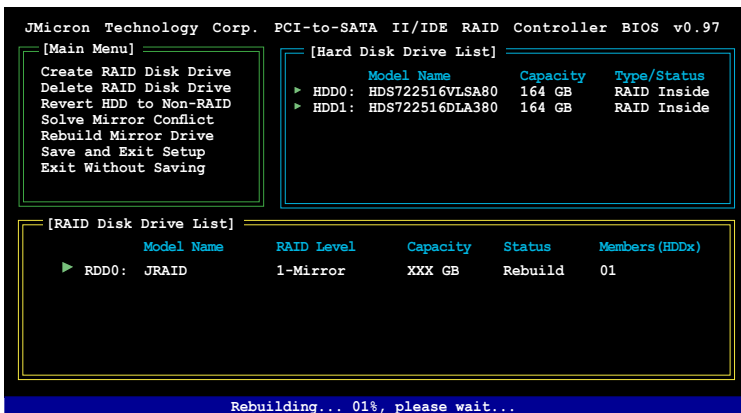 JMicron Technology Corp. PCI-to-SATA II/IDE RAID Controller BIOS v0.97
[Main Menu]
Create RAID Disk Drive
Delete RAID Disk Drive
Revert HDD to Non-RAID
Solve Mirror Conflict
Rebuild Mirror Drive
Save and Exit Setup
Exit Without Saving
[Hard Disk Drive List]
Model Name Capacity Type/Status
HDD0: HDS722516VLSA80 164 GB RAID Inside
HDD1: HDS722516DLA380 164 GB RAID Inside
[RAID Disk Drive List]
Model Name RAID Level Capacity Status Members(HDDx)
RDD0: JRAID 1-Mirror XXX GB Rebuild 01
Rebuilding... 01%, please wait...